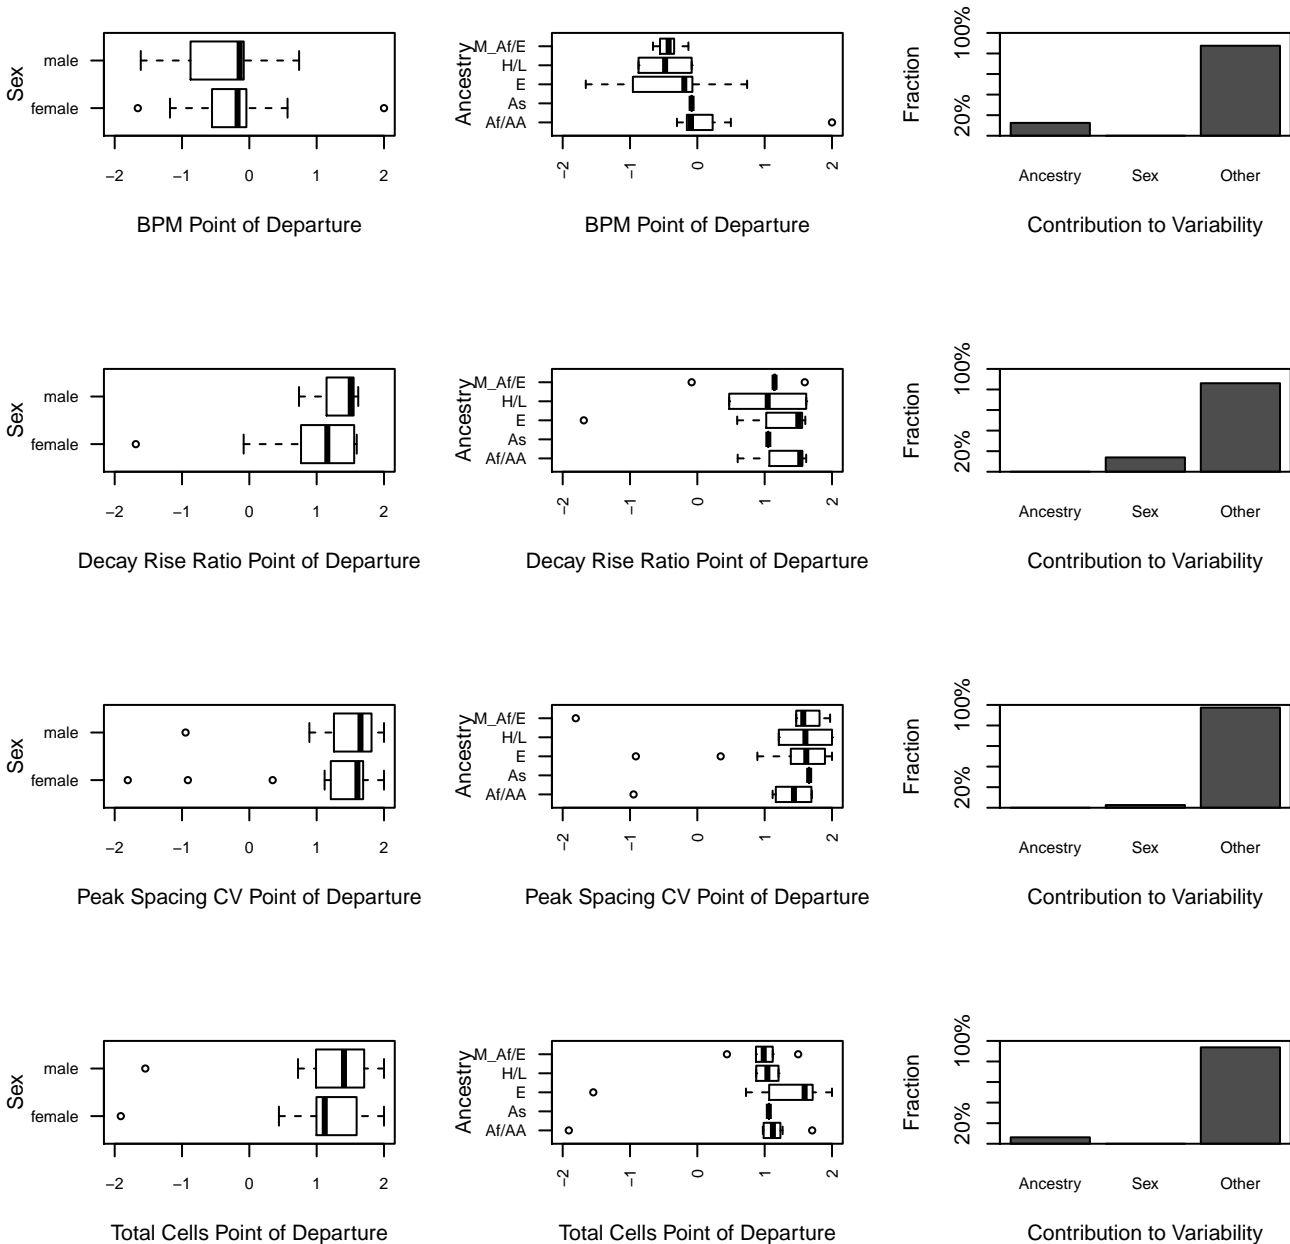 Sex
male
female
−2 −1 0 1 2
BPM Point of Departure
Ancestry
M_Af/E
H/L
E
As
Af/AA
−2 −1 0 1 2
BPM Point of Departure
Fraction
20% 100%
Ancestry Sex Other
Contribution to Variability
Sex
male
female
−2 −1 0 1 2
Decay Rise Ratio Point of Departure
Ancestry
M_Af/E
H/L
E
As
Af/AA
−2 −1 0 1 2
Decay Rise Ratio Point of Departure
Fraction
20% 100%
Ancestry Sex Other
Contribution to Variability
Sex
male
female
−2 −1 0 1 2
Peak Spacing CV Point of Departure
Ancestry
M_Af/E
H/L
E
As
Af/AA
−2 −1 0 1 2
Peak Spacing CV Point of Departure
Fraction
20% 100%
Ancestry Sex Other
Contribution to Variability
Sex
male
female
−2 −1 0 1 2
Total Cells Point of Departure
Ancestry
M_Af/E
H/L
E
As
Af/AA
−2 −1 0 1 2
Total Cells Point of Departure
Fraction
20% 100%
Ancestry Sex Other
Contribution to Variability